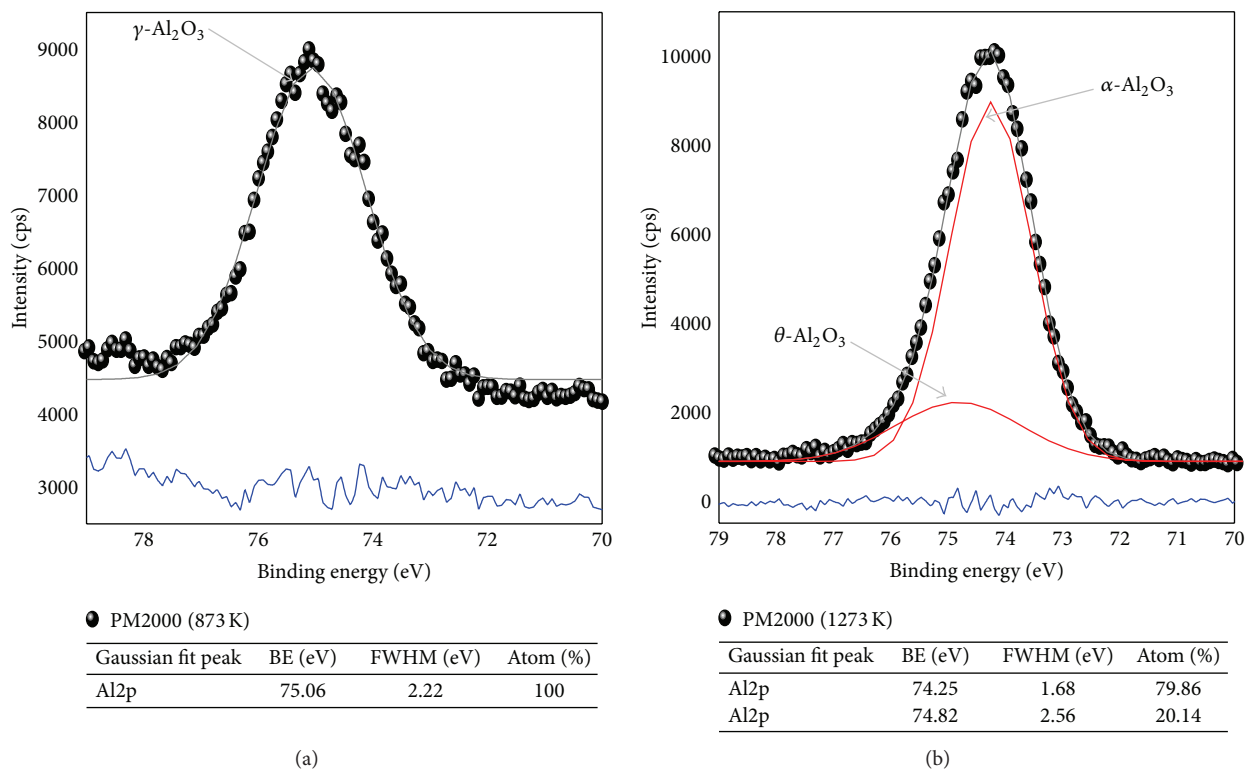 γ-Al₂O₃
9000
8000
7000
6000
5000
4000
3000
Intensity (cps)
78 76 74 72 70
Binding energy (eV)
PM2000 (873 K)
Gaussian fit peak BE (eV) FWHM (eV) Atom (%)
Al2p 75.06 2.22 100
(a)
α-Al₂O₃
θ-Al₂O₃
10000
8000
6000
4000
2000
0
Intensity (cps)
79 78 77 76 75 74 73 72 71 70
Binding energy (eV)
PM2000 (1273 K)
Gaussian fit peak BE (eV) FWHM (eV) Atom (%)
Al2p 74.25 1.68 79.86
Al2p 74.82 2.56 20.14
(b)